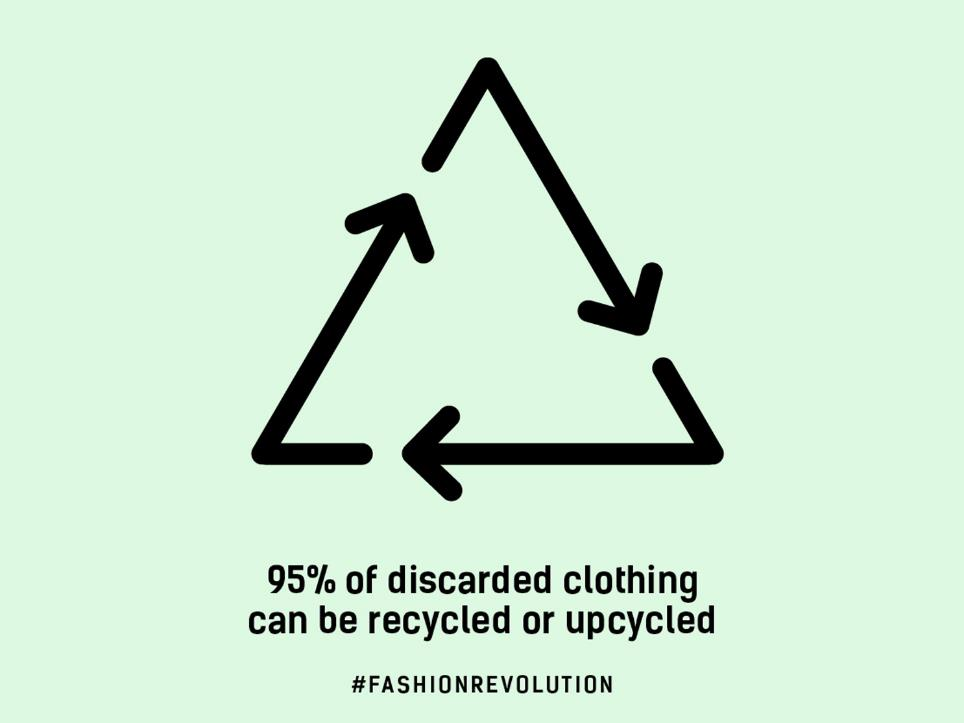 95% of discarded clothing
can be recycled or upcycled
#FASHIONREVOLUTION